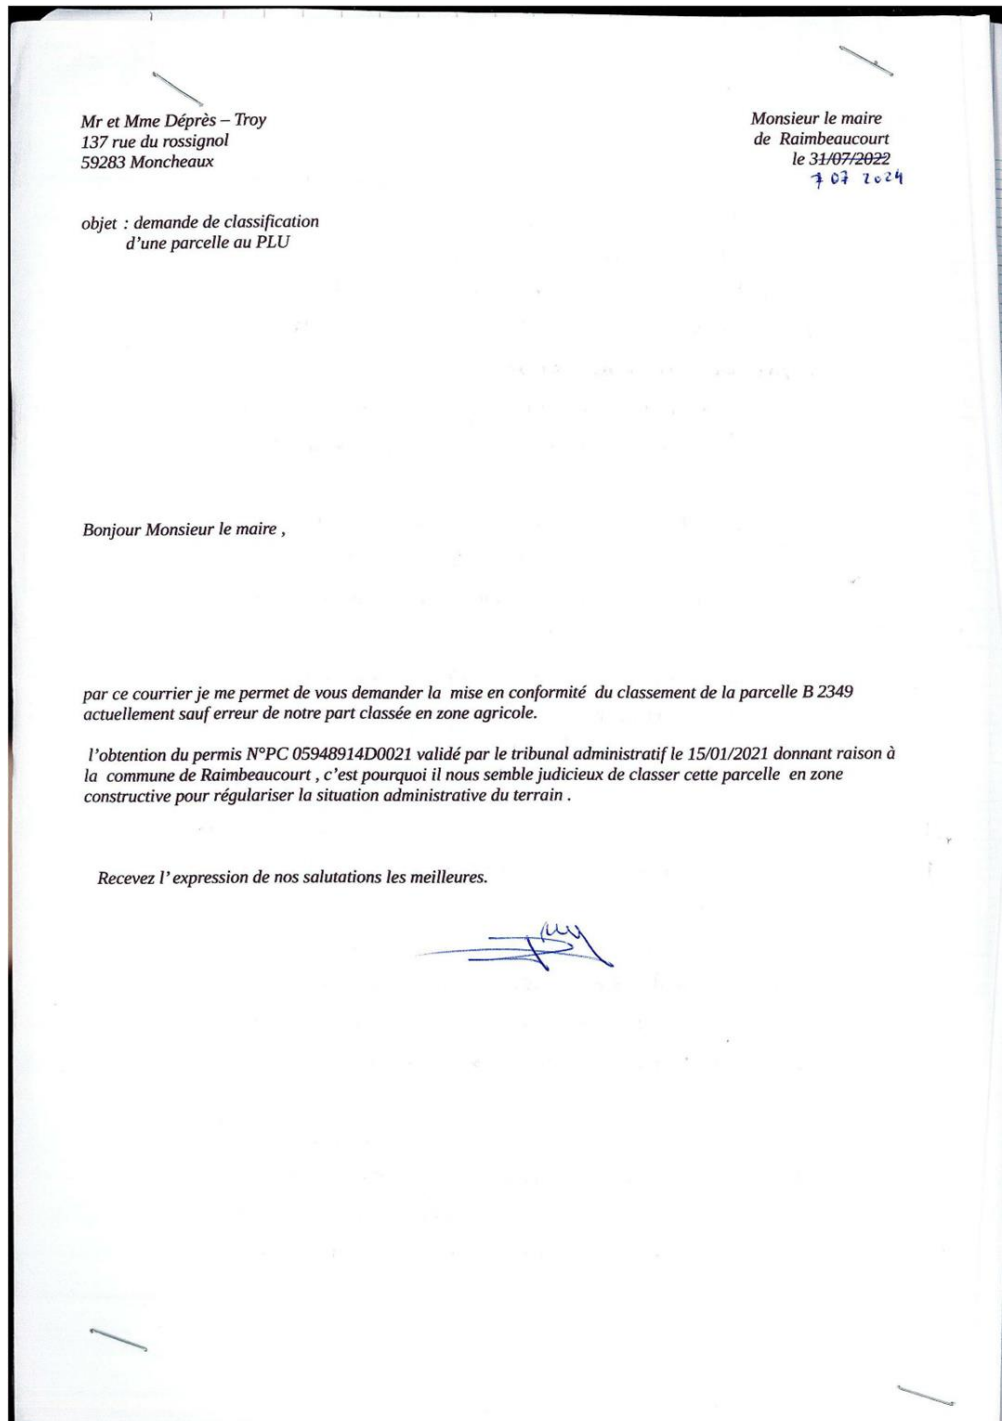 Mr et Mme Déprès – Troy
137 rue du rossignol
59283 Moncheaux
Monsieur le maire
de Raimbeaucourt
le 31/07/2022
7 07 2024
objet : demande de classification
d'une parcelle au PLU
Bonjour Monsieur le maire ,
par ce courrier je me permet de vous demander la mise en conformité du classement de la parcelle B 2349
actuellement sauf erreur de notre part classée en zone agricole.
l'obtention du permis N°PC 05948914D0021 validé par le tribunal administratif le 15/01/2021 donnant raison à
la commune de Raimbeaucourt , c'est pourquoi il nous semble judicieux de classer cette parcelle en zone
constructive pour régulariser la situation administrative du terrain .
Recevez l' expression de nos salutations les meilleures.